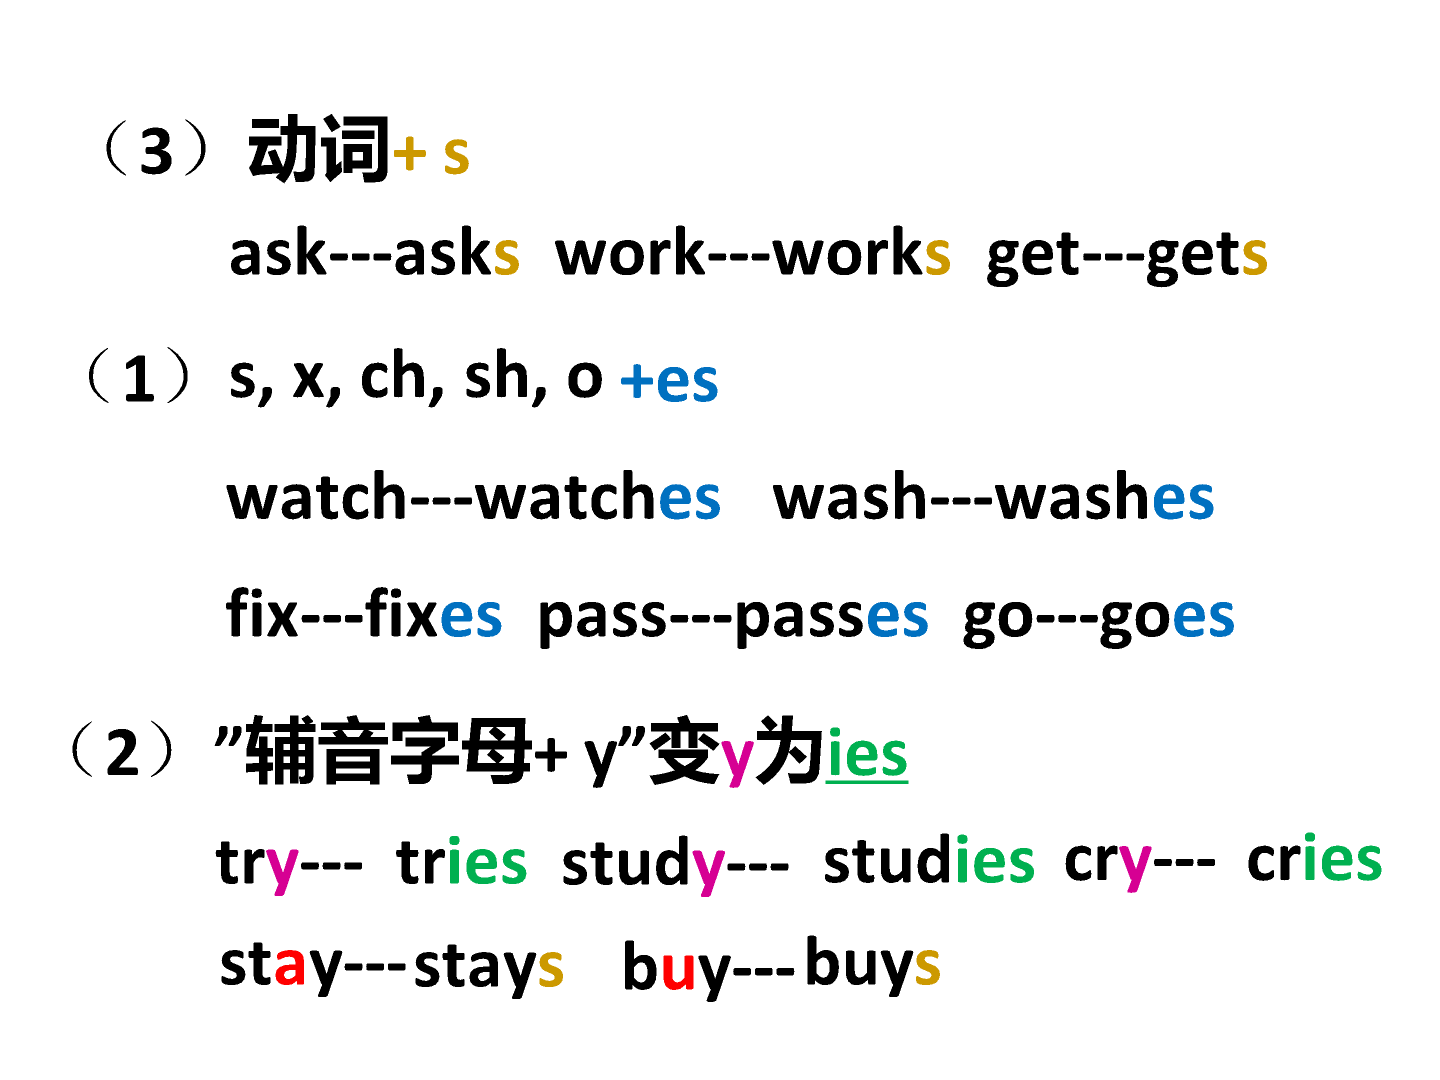 （3）动词+ s
ask---asks work---works get---gets
（1）s, x, ch, sh, o +es
watch---watches wash---washes
fix---fixes pass---passes go---goes
（2）”辅音字母+ y”变y为ies
try--- tries study--- studies cry--- cries
stay---stays buy---buys